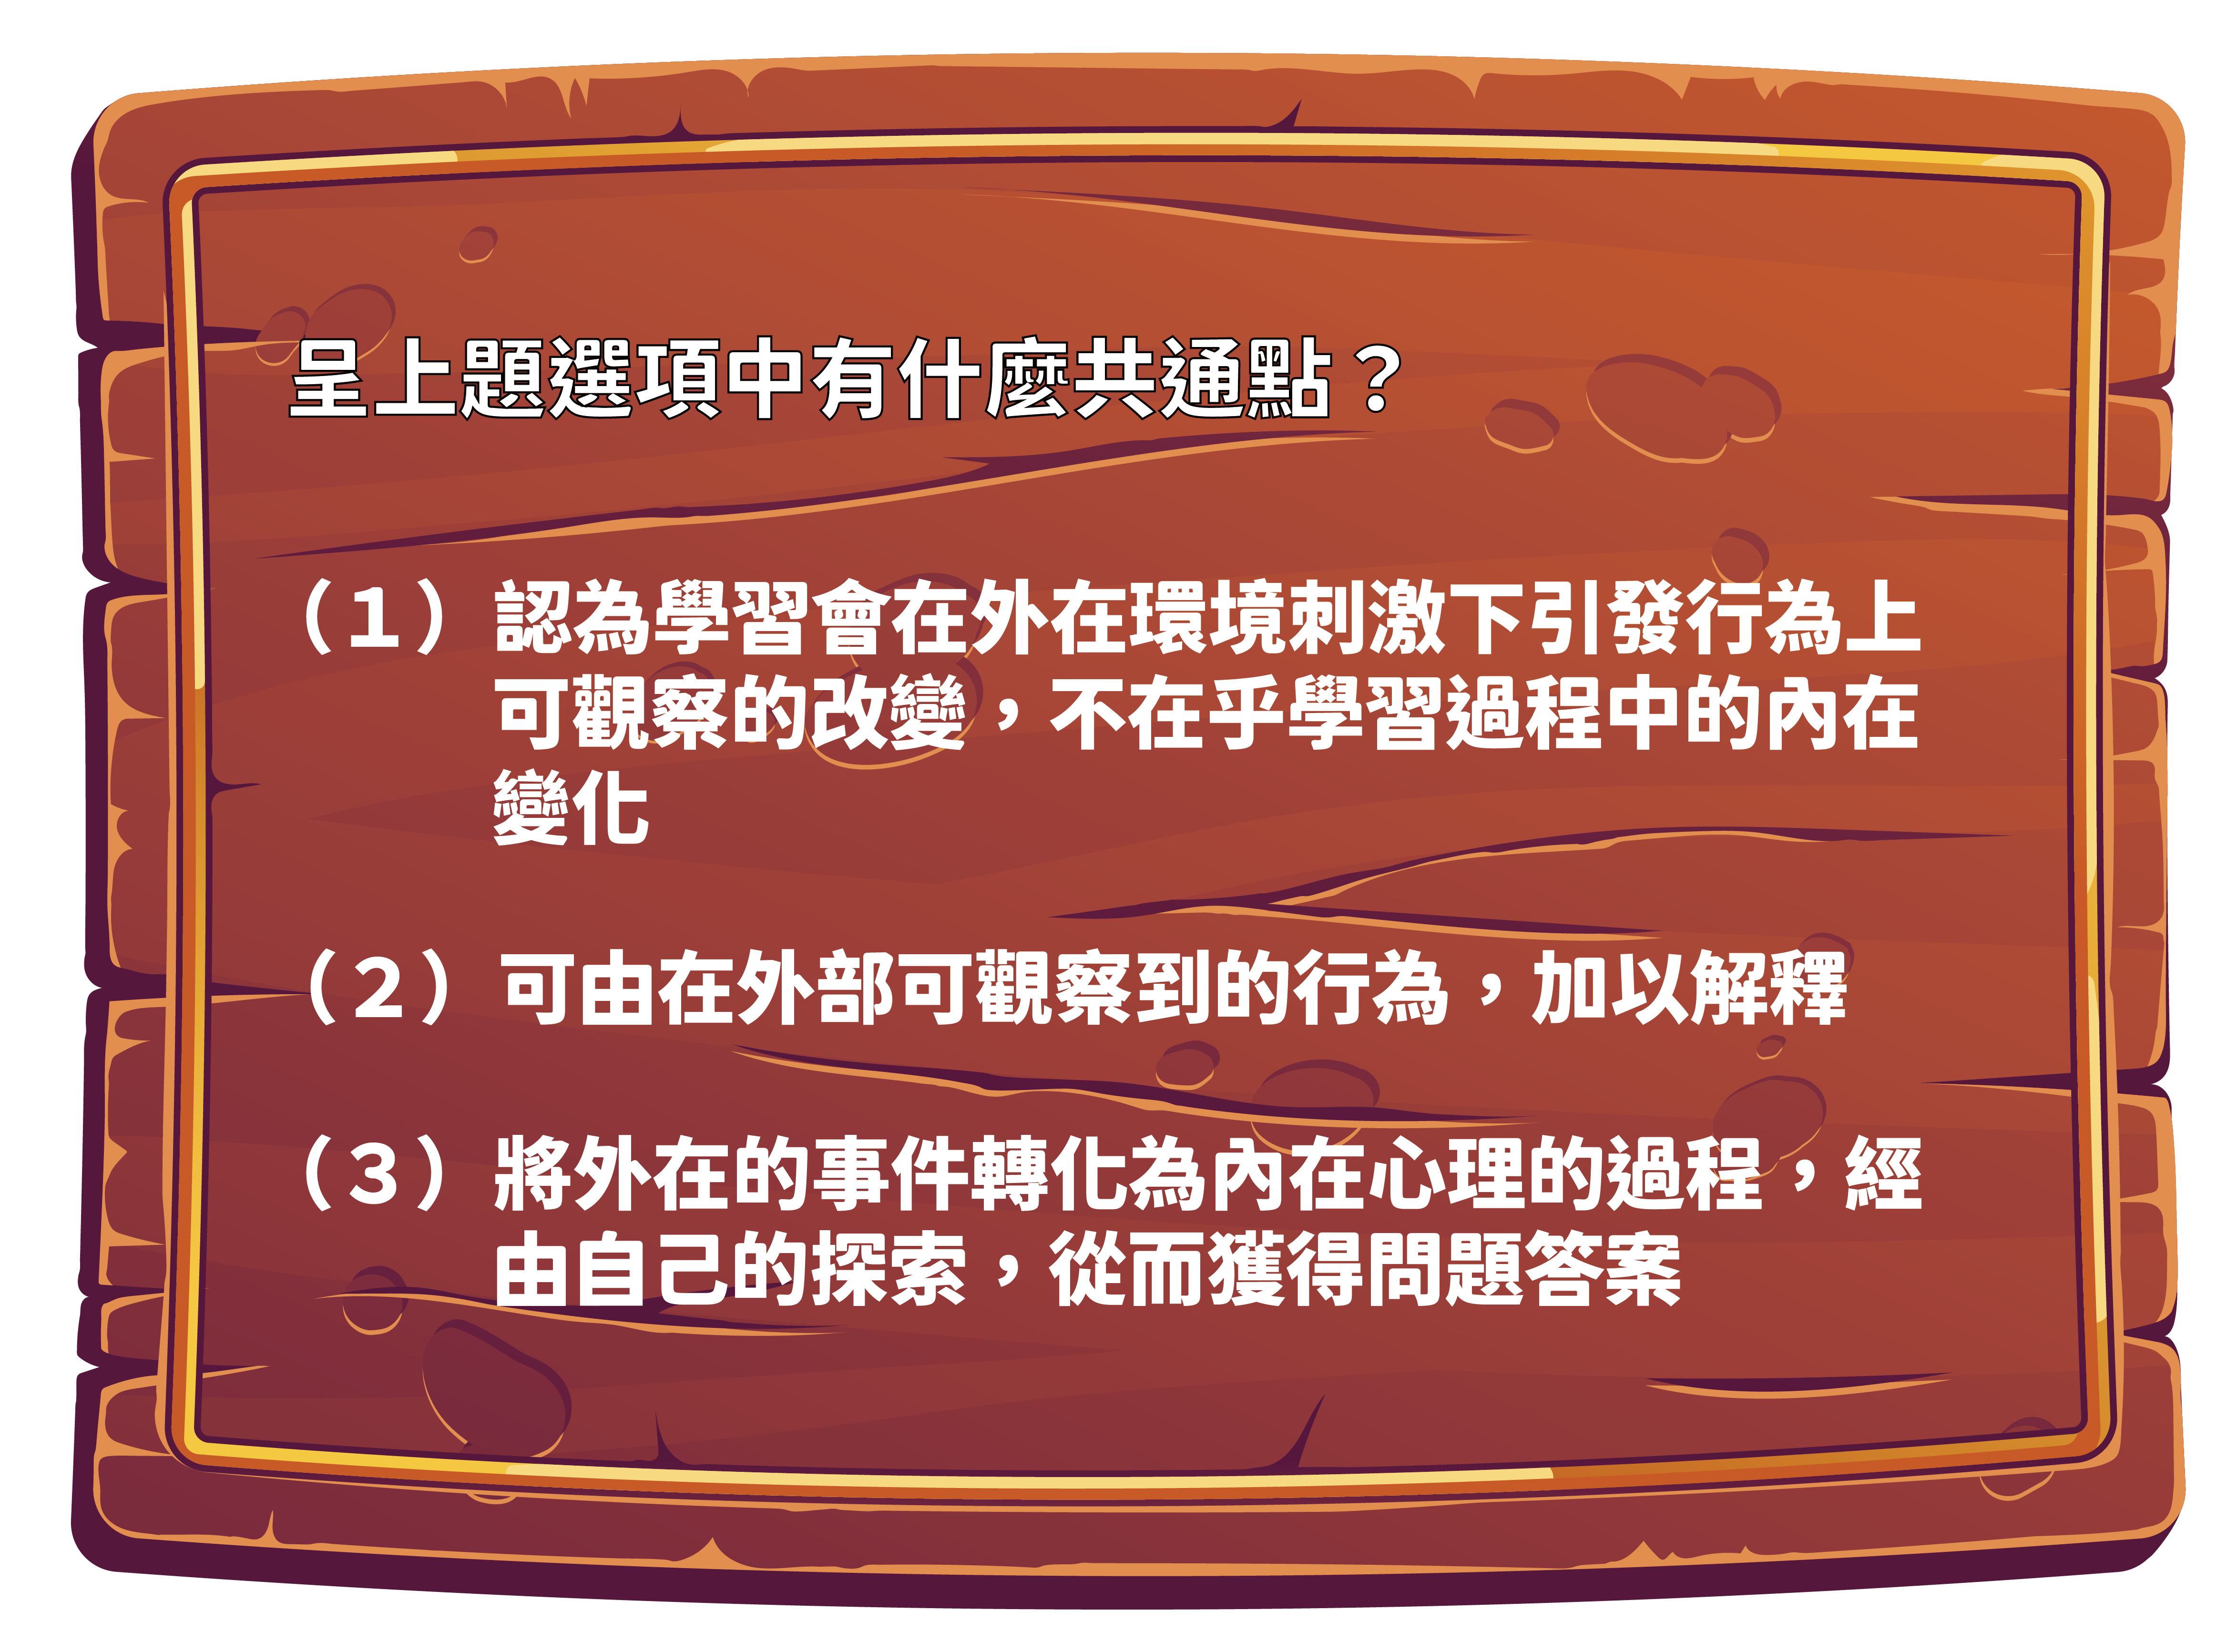 呈上題選項中有什麼共通點？
（1）認為學習會在外在環境刺激下引發行為上
可觀察的改變，不在乎學習過程中的內在
變化
（2）可由在外部可觀察到的行為，加以解釋
（3）將外在的事件轉化為內在心理的過程，經
由自己的探索，從而獲得問題答案